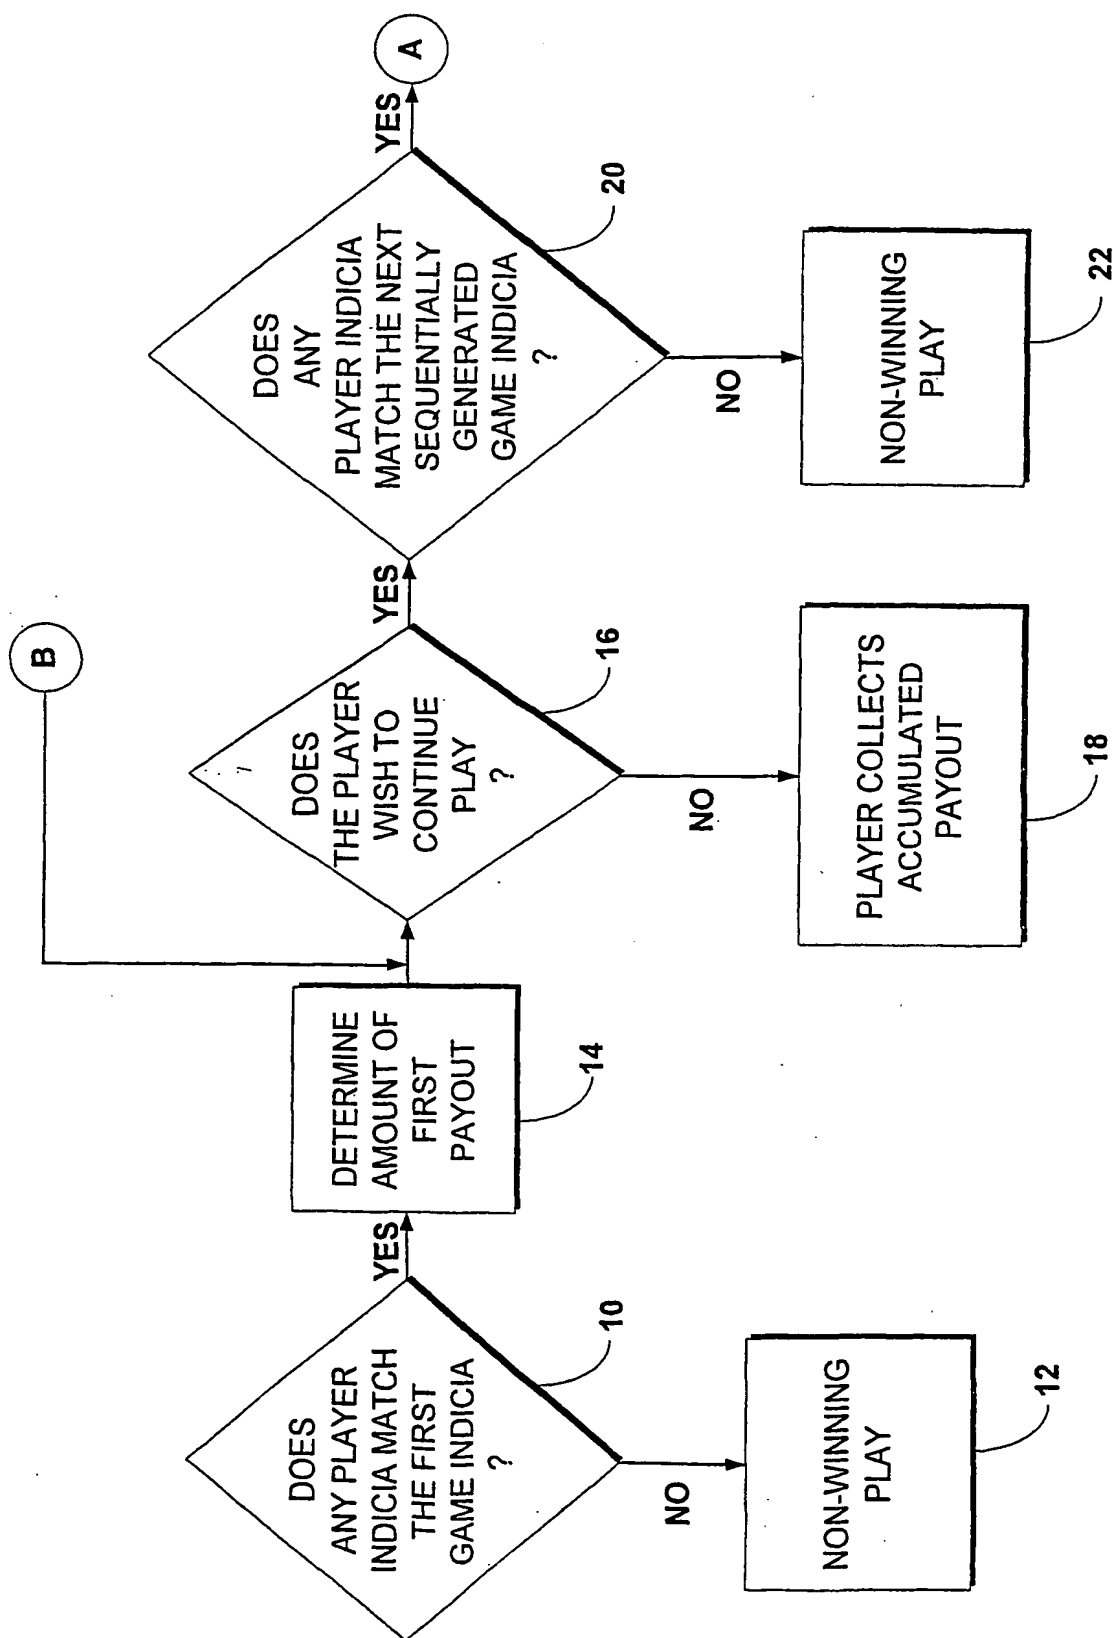 DOES
ANY PLAYER
INDICIA MATCH
THE FIRST
GAME INDICIA
?
10
NO
NON-WINNING
PLAY
12
YES
DETERMINE
AMOUNT OF
FIRST
PAYOUT
14
B
DOES
THE PLAYER
WISH TO
CONTINUE
PLAY
?
16
NO
PLAYER COLLECTS
ACCUMULATED
PAYOUT
18
YES
DOES
ANY
PLAYER INDICIA
MATCH THE NEXT
SEQUENTIALLY
GENERATED
GAME INDICIA
?
20
NO
NON-WINNING
PLAY
22
YES
A